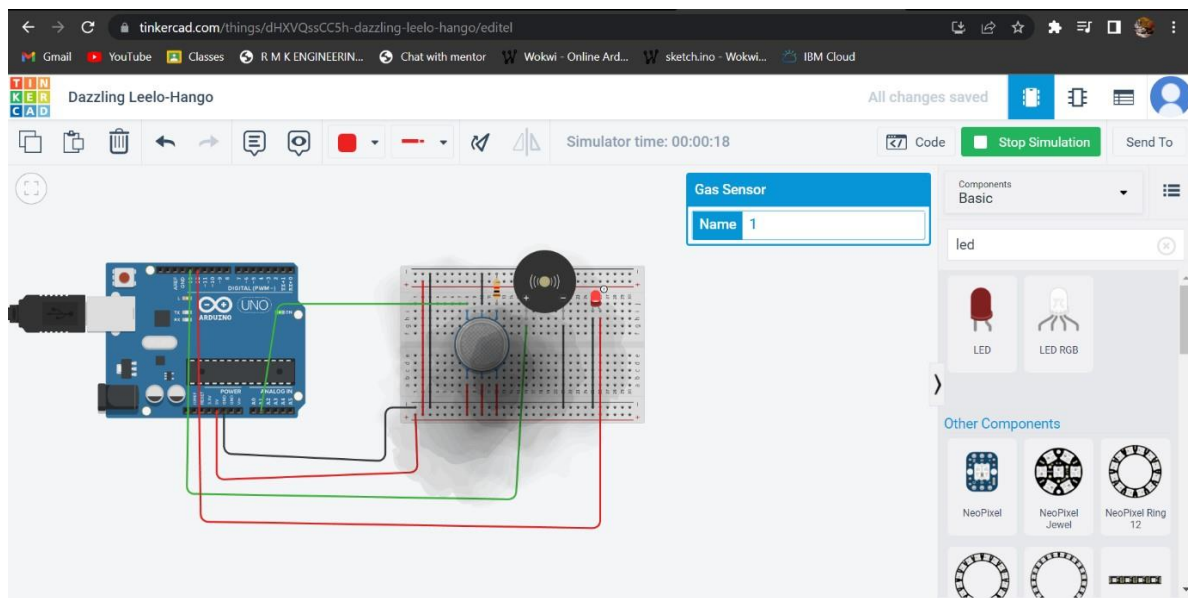 tinkercad.com/things/dHXVQssCC5h-dazzling-leelo-hango/editel
Gmail YouTube Classes R M K ENGINEERIN... Chat with mentor Wokwi - Online Ard... sketch.ino - Wokwi... IBM Cloud
TINKERCAD
Dazzling Leelo-Hango
All changes saved
Simulator time: 00:00:18
Code
Stop Simulation
Send To
Gas Sensor
Name 1
Components
Basic
led
LED
LED RGB
Other Components
NeoPixel
NeoPixel Jewel
NeoPixel Ring 12
DIGITAL (PWM~)
UNO
ARDUINO
POWER
ANALOG IN